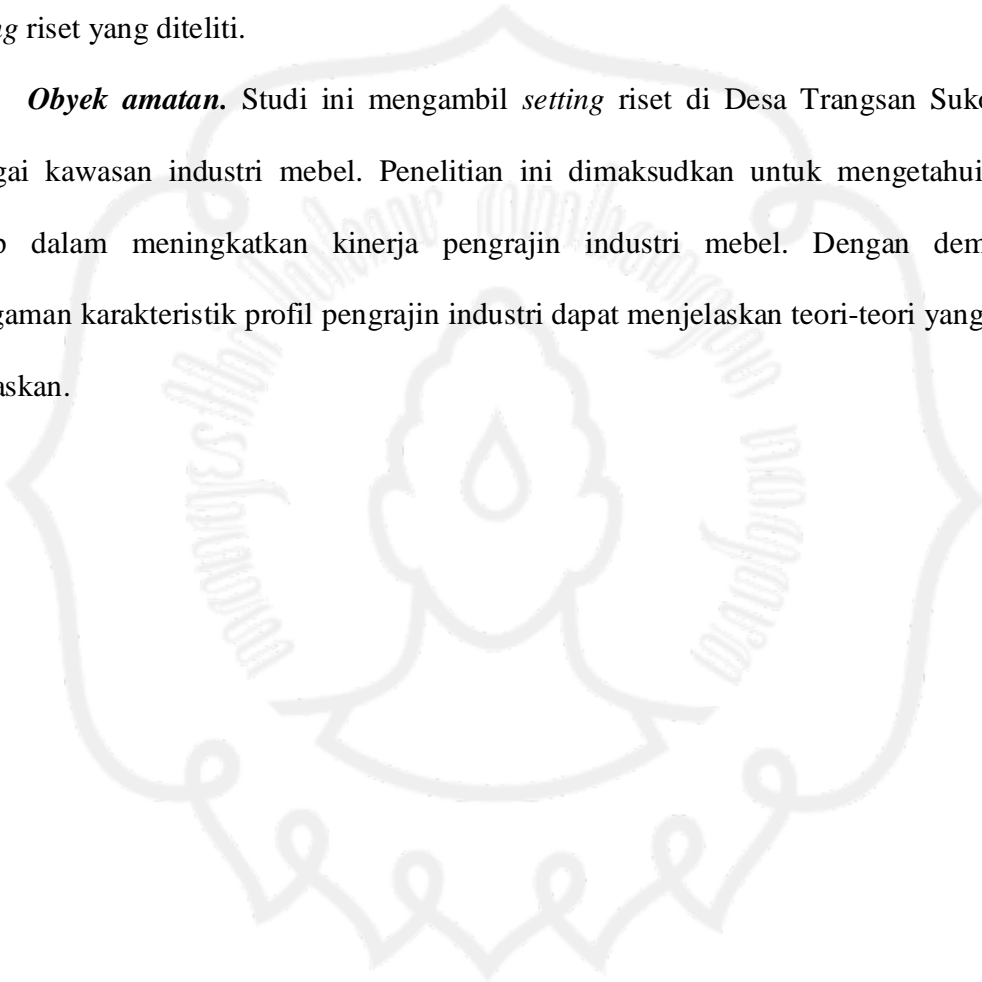 ng riset yang diteliti.
Obyek amatan. Studi ini mengambil setting riset di Desa Trangsan Suko
gai kawasan industri mebel. Penelitian ini dimaksudkan untuk mengetahui
dalam meningkatkan kinerja pengrajin industri mebel. Dengan dem
gaman karakteristik profil pengrajin industri dapat menjelaskan teori-teori yang
askan.